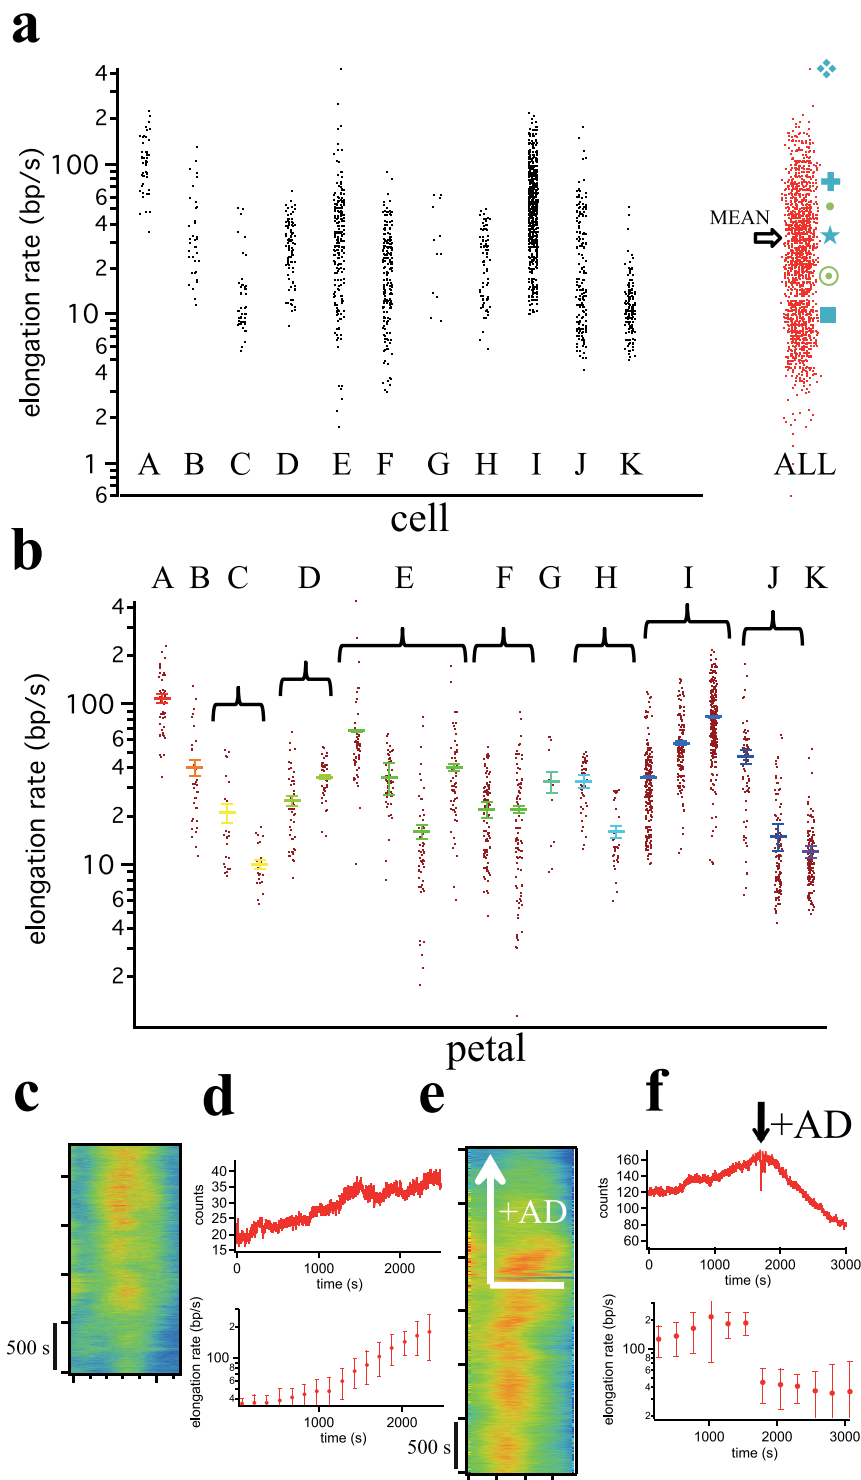 a
elongation rate (bp/s)
4
2
100
6
4
2
10
6
4
2
1
6
MEAN
A B C D E F G H I J K ALL
cell
b
A B C D E F G H I J K
elongation rate (bp/s)
4
2
100
6
4
2
10
6
4
2
petal
c
500 s
d
counts
40
35
30
25
20
15
0 1000 2000
time (s)
elongation rate (bp/s)
2
100
8
6
4
1000 2000
time (s)
e
+AD
500 s
f
+AD
counts
160
140
120
100
80
60
0 1000 2000 3000
time (s)
elongation rate (bp/s)
2
100
8
6
4
2
1000 2000 3000
time (s)